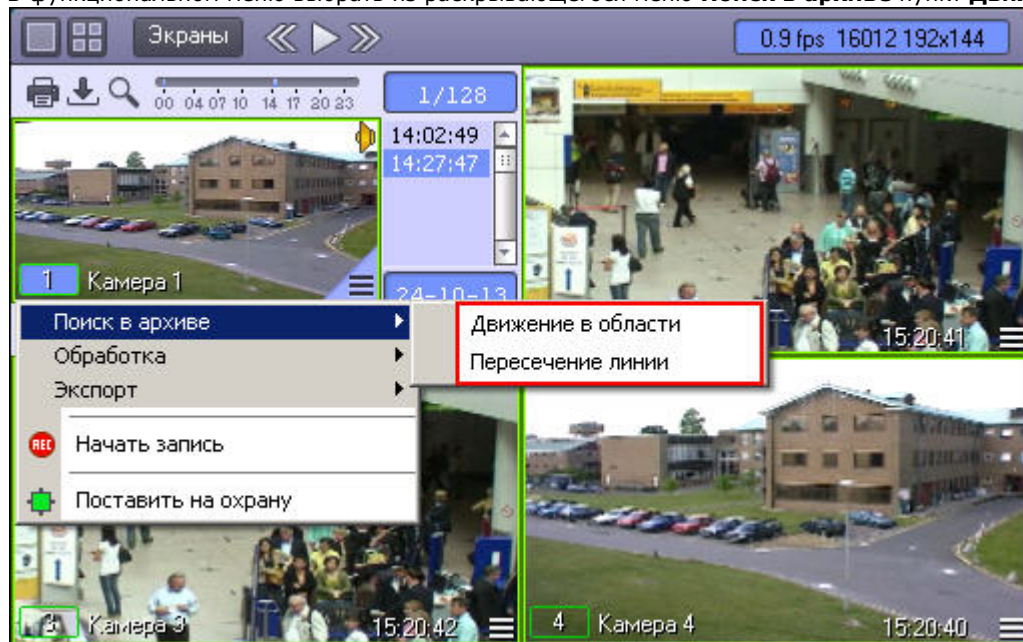 Экраны
0.9 fps 16012 192x144
00 04 07 10 14 17 20 23
1/128
14:02:49
14:27:47
1 Камера 1
24-10-13
Поиск в архиве
Движение в области
15:20:41
Обработка
Пересечение линии
Экспорт
REC Начать запись
Поставить на охрану
3 Камера 3
15:20:42
4 Камера 4
15:20:40